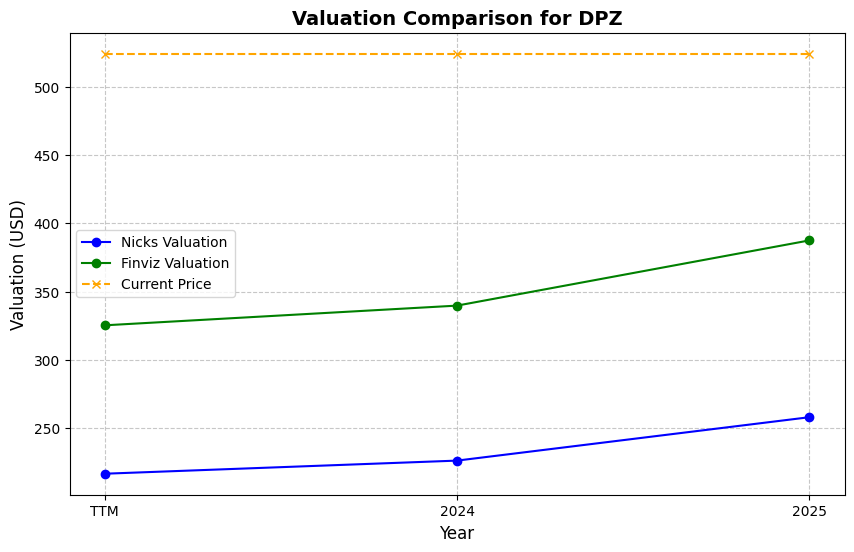 Valuation Comparison for DPZ
Valuation (USD)
500
450
400
350
300
250
Nicks Valuation
Finviz Valuation
Current Price
TTM
2024
2025
Year